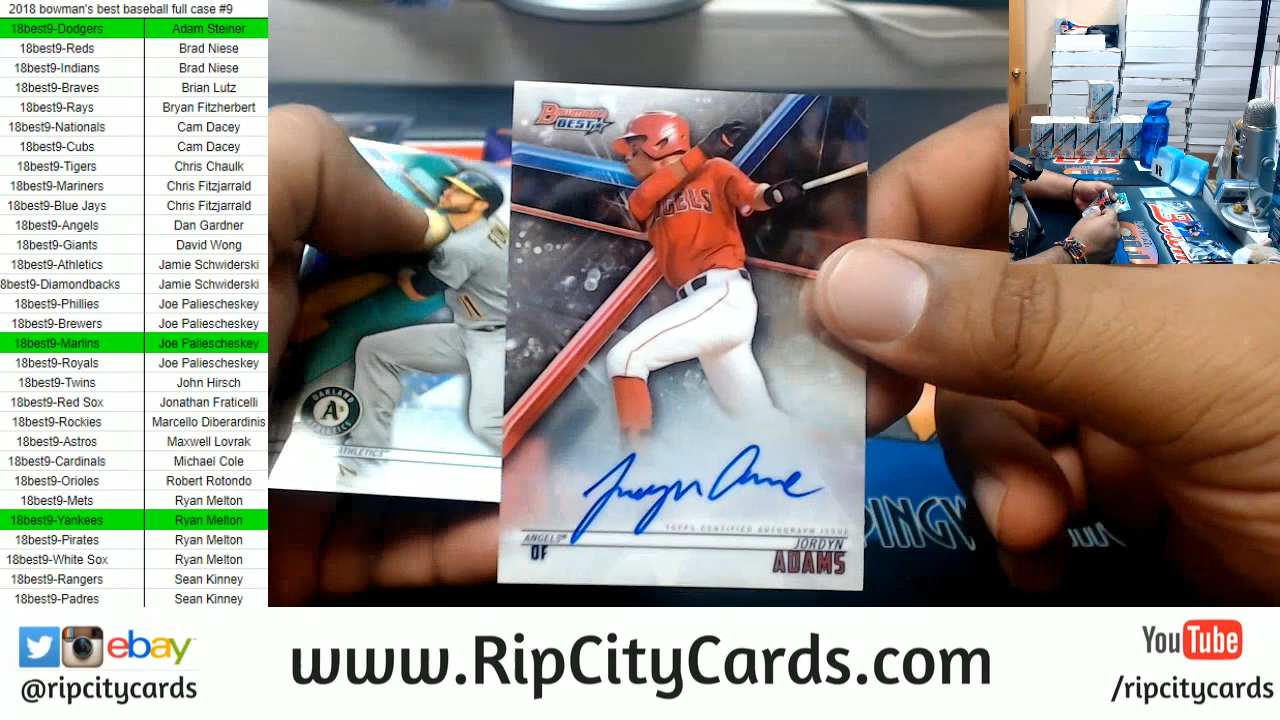 2018 bowman's best baseball full case #9
18best9-Dodgers Adam Steiner
18best9-Reds Brad Niese
18best9-Indians Brad Niese
18best9-Braves Brian Lutz
18best9-Rays Bryan Fitzherbert
18best9-Nationals Cam Dacey
18best9-Cubs Cam Dacey
18best9-Tigers Chris Chaulk
18best9-Mariners Chris Fitzjarrald
18best9-Blue Jays Chris Fitzjarrald
18best9-Angels Dan Gardner
18best9-Giants David Wong
18best9-Athletics Jamie Schwiderski
8best9-Diamondbacks Jamie Schwiderski
18best9-Phillies Joe Paliescheskey
18best9-Brewers Joe Paliescheskey
18best9-Marlins Joe Paliescheskey
18best9-Royals Joe Paliescheskey
18best9-Twins John Hirsch
18best9-Red Sox Jonathan Fraticelli
18best9-Rockies Marcello Diberardinis
18best9-Astros Maxwell Lovrak
18best9-Cardinals Michael Cole
18best9-Orioles Robert Rotondo
18best9-Mets Ryan Melton
18best9-Yankees Ryan Melton
18best9-Pirates Ryan Melton
18best9-White Sox Ryan Melton
18best9-Rangers Sean Kinney
18best9-Padres Sean Kinney
Bowman's
BEST
ANGELS
OAKLAND
A's
ATHLETICS
ATHLETICS
TOPPS CERTIFIED AUTOGRAPH ISSUE
ANGELS®
OF
JORDYN
ADAMS
PING
ebay
@ripcitycards
www.RipCityCards.com
YouTube
/ripcitycards